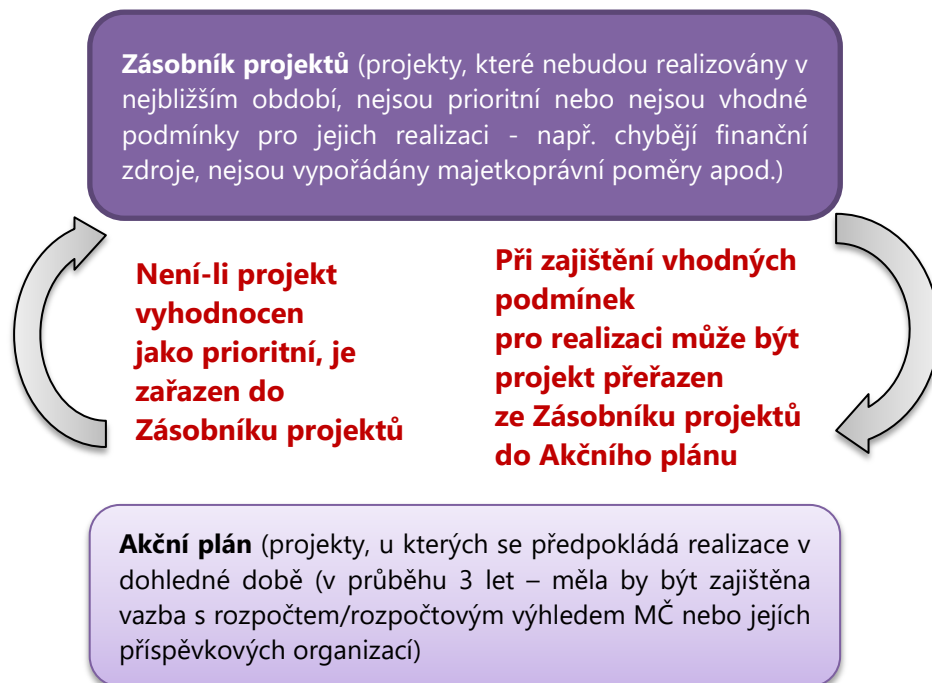 Zásobník projektů (projekty, které nebudou realizovány v
nejbližším období, nejsou prioritní nebo nejsou vhodné
podmínky pro jejich realizaci - např. chybějí finanční
zdroje, nejsou vypořádány majetkoprávní poměry apod.)
Není-li projekt
vyhodnocen
jako prioritní, je
zařazen do
Zásobníku projektů
Při zajištění vhodných
podmínek
pro realizaci může být
projekt přeřazen
ze Zásobníku projektů
do Akčního plánu
Akční plán (projekty, u kterých se předpokládá realizace v
dohledné době (v průběhu 3 let – měla by být zajištěna
vazba s rozpočtem/rozpočtovým výhledem MČ nebo jejích
příspěvkových organizací)